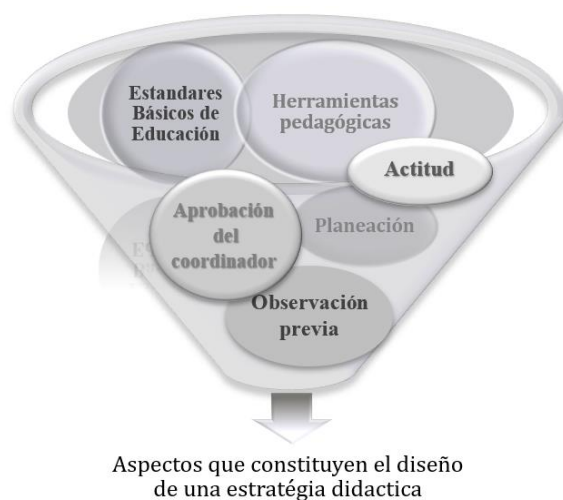 Estandares
Básicos de
Educación
Herramientas
pedagógicas
Actitud
Aprobación
del
coordinador
Planeación
Observación
previa
Aspectos que constituyen el diseño
de una estratégia didactica